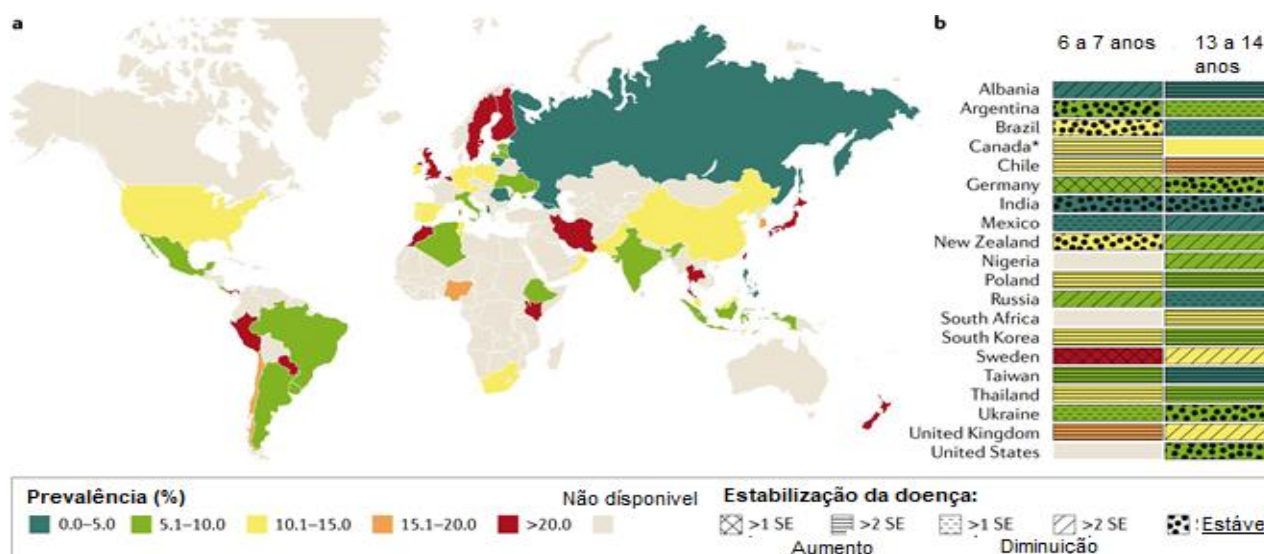 a
b
6 a 7 anos
13 a 14
anos
Albania
Argentina
Brazil
Canada*
Chile
Germany
India
Mexico
New Zealand
Nigeria
Poland
Russia
South Africa
South Korea
Sweden
Taiwan
Thailand
Ukraine
United Kingdom
United States
Prevalência (%)
Não dísponivel
0.0–5.0
5.1–10.0
10.1–15.0
15.1–20.0
>20.0
Estabilização da doença:
>1 SE
>2 SE
>1 SE
>2 SE
Estáve
Aumento
Diminuição